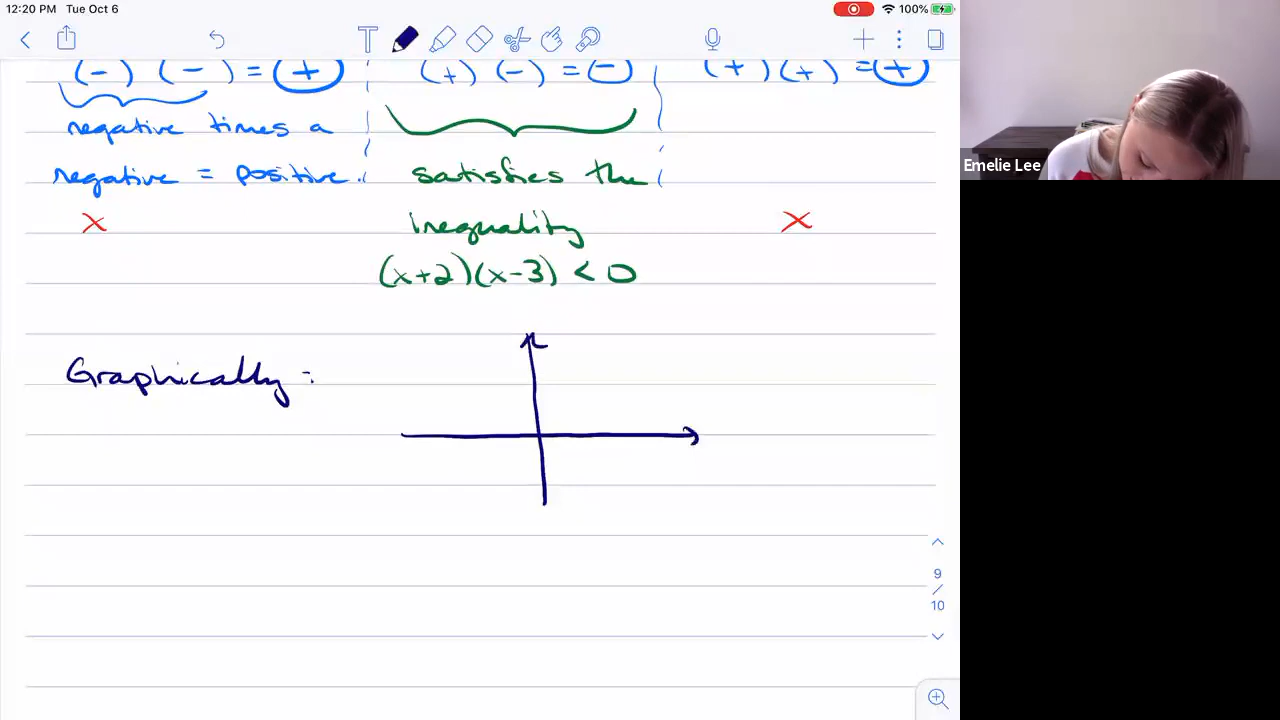 12:20 PM Tue Oct 6
100%
(-) (-) = +
(+) (-) = -
(+) (+) = +
negative times a
negative = positive.
x
satisfies the
inequality
(x+2)(x-3) < 0
x
Graphically:
9
/
10
Emelie Lee